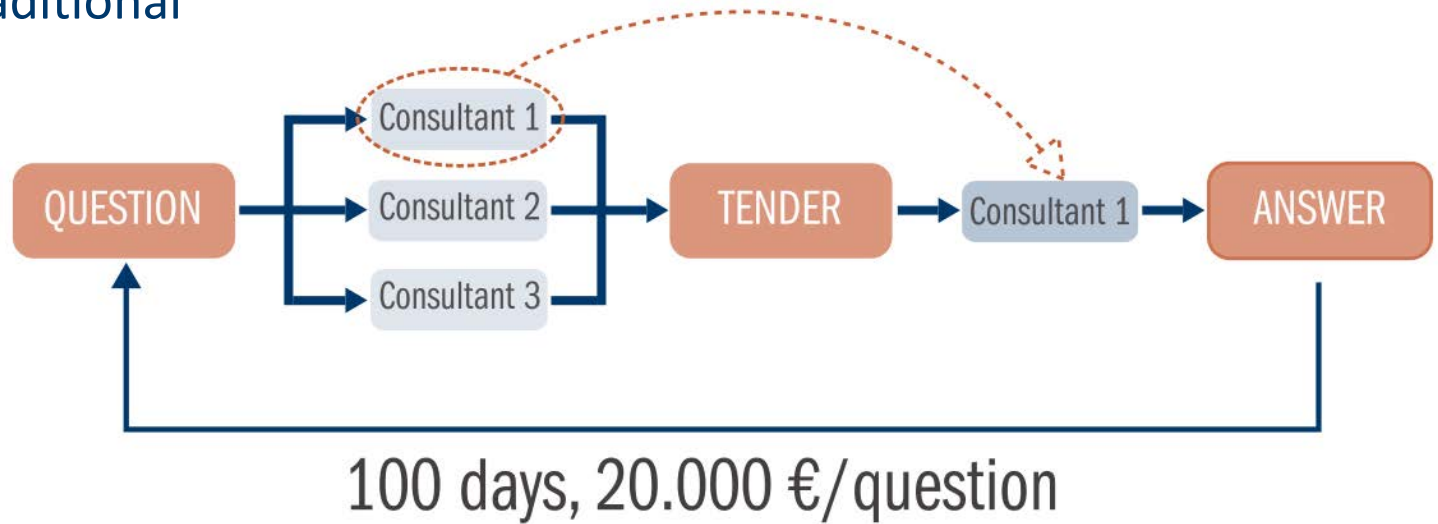 aditional
Consultant 1
QUESTION
Consultant 2
TENDER
Consultant 1
ANSWER
Consultant 3
100 days, 20.000 €/question